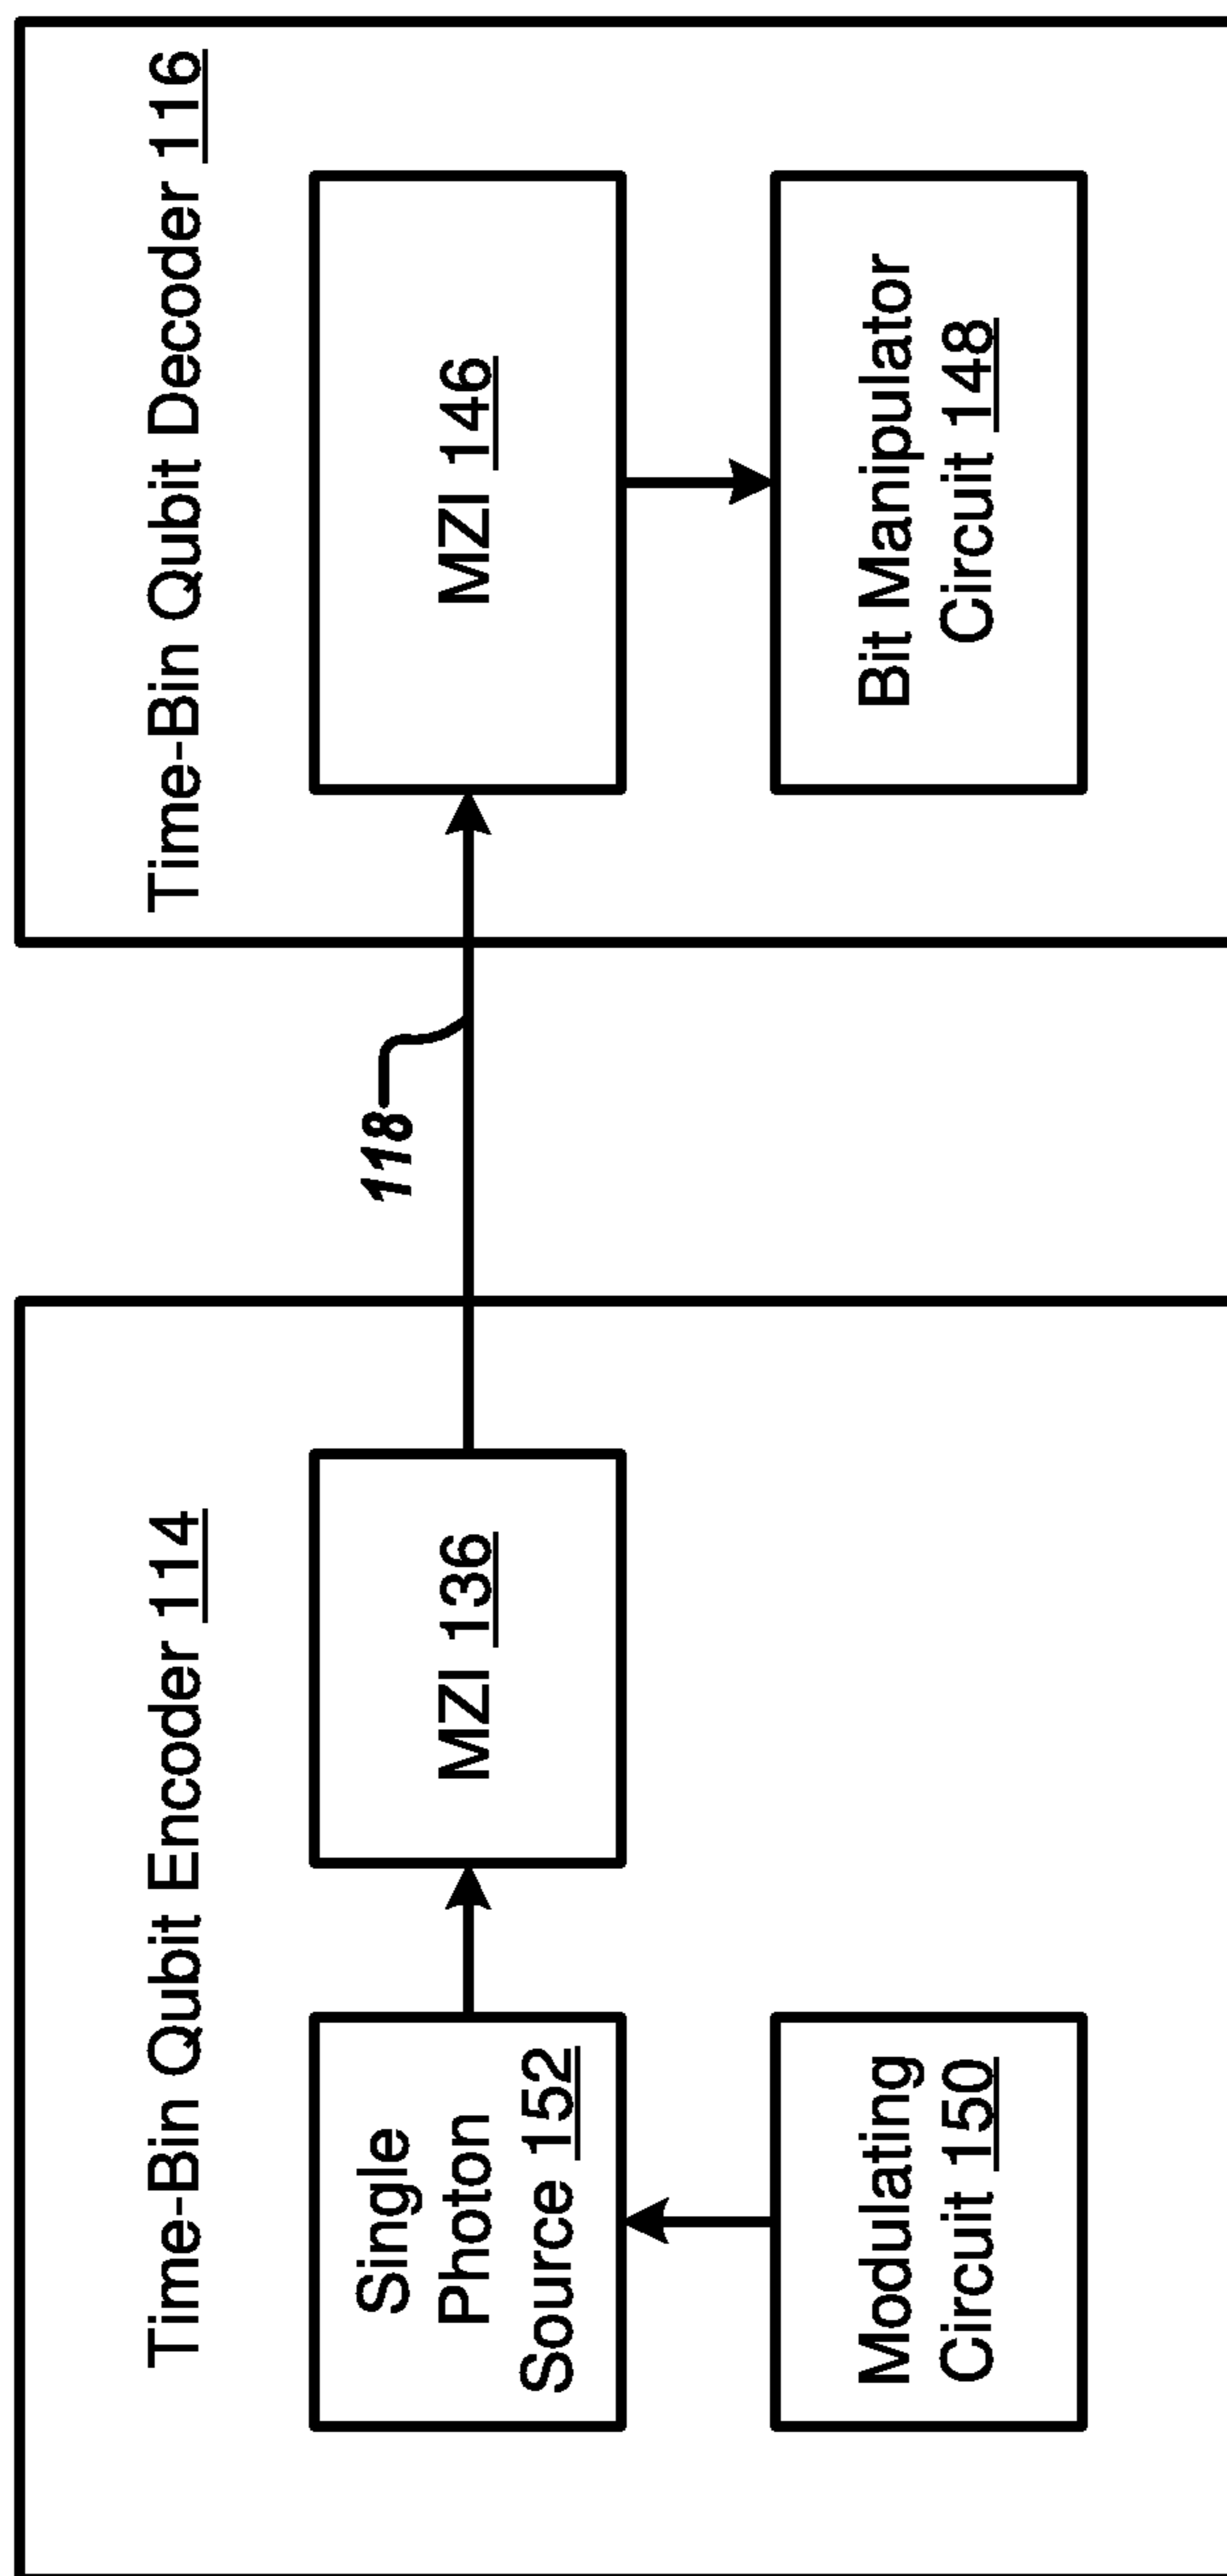 Time-Bin Qubit Encoder 114
Single
Photon
Source 152
MZI 136
Modulating
Circuit 150
118
Time-Bin Qubit Decoder 116
MZI 146
Bit Manipulator
Circuit 148